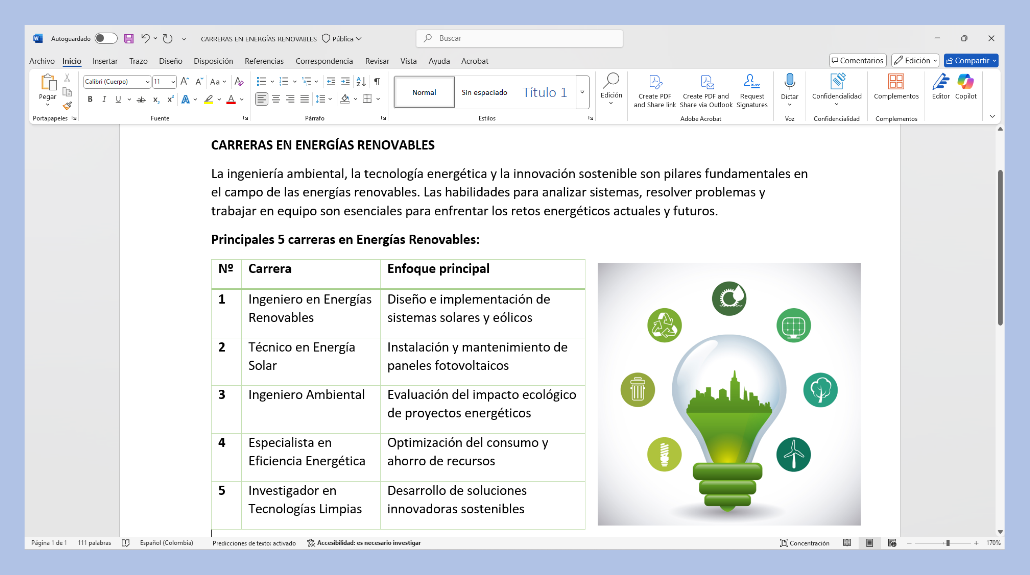 Autoguardado
CARRERAS EN ENERGÍAS RENOVABLES
Pública
Buscar
Archivo Inicio Insertar Trazo Diseño Disposición Referencias Correspondencia Revisar Vista Ayuda Acrobat
Comentarios Edición Compartir
Pegar
Calibri (Cuerpo) 11
Normal
Sin espaciado
Título 1
Edición
Create PDF and Share link
Create PDF and Share via Outlook
Request Signatures
Dictar
Confidencialidad
Complementos
Editor
Copilot
Portapapeles Fuente Párrafo Estilos Adobe Acrobat Voz Confidencialidad Complementos
CARRERAS EN ENERGÍAS RENOVABLES
La ingeniería ambiental, la tecnología energética y la innovación sostenible son pilares fundamentales en
el campo de las energías renovables. Las habilidades para analizar sistemas, resolver problemas y
trabajar en equipo son esenciales para enfrentar los retos energéticos actuales y futuros.
Principales 5 carreras en Energías Renovables:
Nº Carrera Enfoque principal
1 Ingeniero en Energías Diseño e implementación de
Renovables sistemas solares y eólicos
2 Técnico en Energía Instalación y mantenimiento de
Solar paneles fotovoltaicos
3 Ingeniero Ambiental Evaluación del impacto ecológico
de proyectos energéticos
4 Especialista en Optimización del consumo y
Eficiencia Energética ahorro de recursos
5 Investigador en Desarrollo de soluciones
Tecnologías Limpias innovadoras sostenibles
Página 1 de 1 111 palabras Español (Colombia) Predicciones de texto: activado Accesibilidad: es necesario investigar Concentración 170%